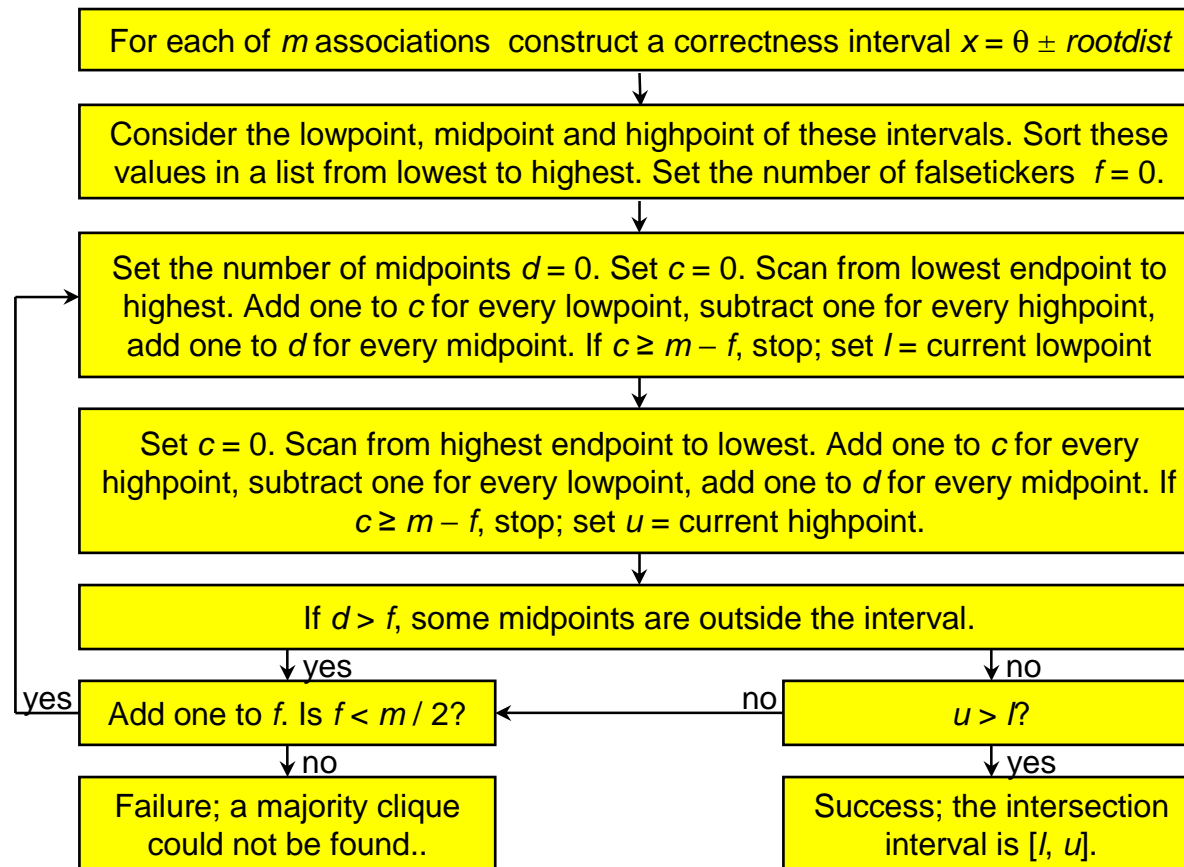 For each of m associations construct a correctness interval x = θ ± rootdist
Consider the lowpoint, midpoint and highpoint of these intervals. Sort these
values in a list from lowest to highest. Set the number of falsetickers f = 0.
Set the number of midpoints d = 0. Set c = 0. Scan from lowest endpoint to
highest. Add one to c for every lowpoint, subtract one for every highpoint,
add one to d for every midpoint. If c ≥ m − f, stop; set l = current lowpoint
Set c = 0. Scan from highest endpoint to lowest. Add one to c for every
highpoint, subtract one for every lowpoint, add one to d for every midpoint. If
c ≥ m − f, stop; set u = current highpoint.
If d > f, some midpoints are outside the interval.
yes
no
yes
Add one to f. Is f < m / 2?
no
u > l?
no
yes
Failure; a majority clique
could not be found..
Success; the intersection
interval is [l, u].